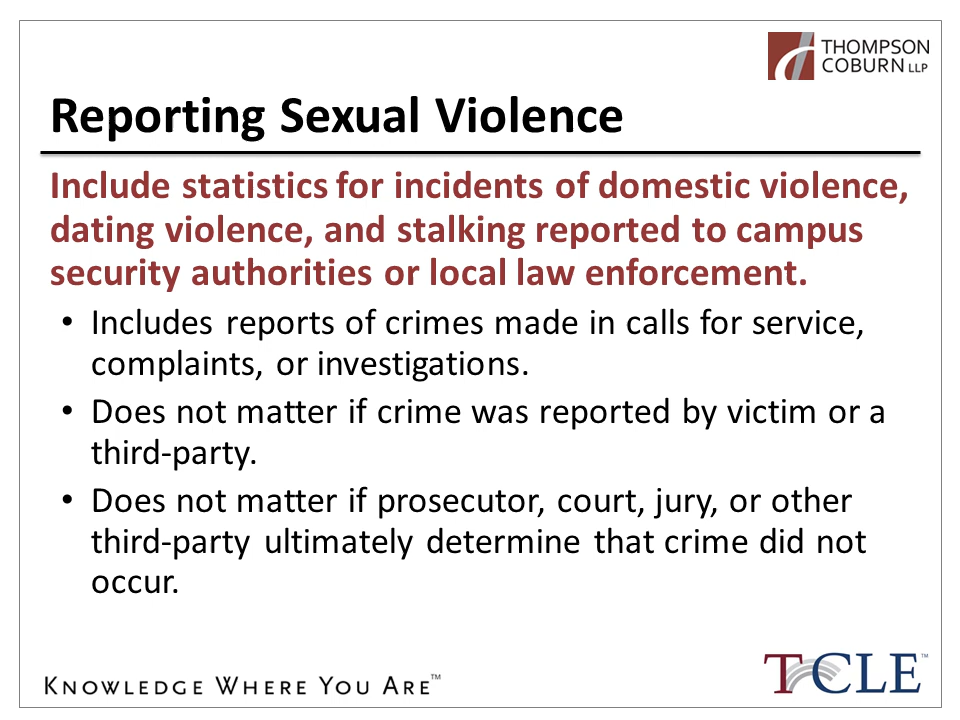 THOMPSON
COBURN LLP
Reporting Sexual Violence
Include statistics for incidents of domestic violence,
dating violence, and stalking reported to campus
security authorities or local law enforcement.
• Includes reports of crimes made in calls for service,
complaints, or investigations.
• Does not matter if crime was reported by victim or a
third-party.
• Does not matter if prosecutor, court, jury, or other
third-party ultimately determine that crime did not
occur.
KNOWLEDGE WHERE YOU ARE™
TCLE™